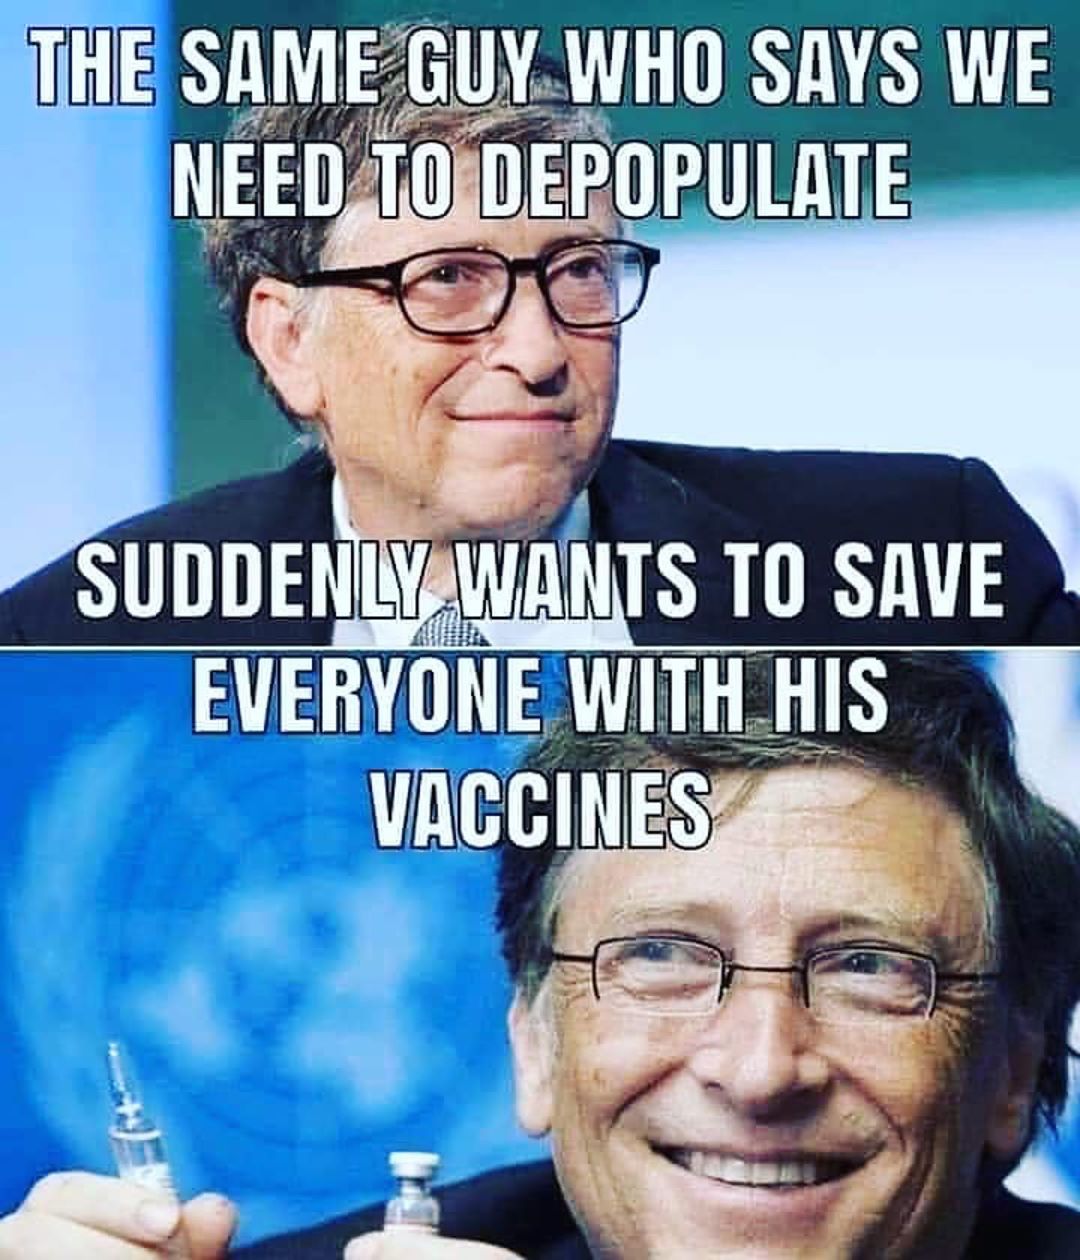 THE SAME GUY WHO SAYS WE
NEED TO DEPOPULATE
SUDDENLY WANTS TO SAVE
EVERYONE WITH HIS
VACCINES